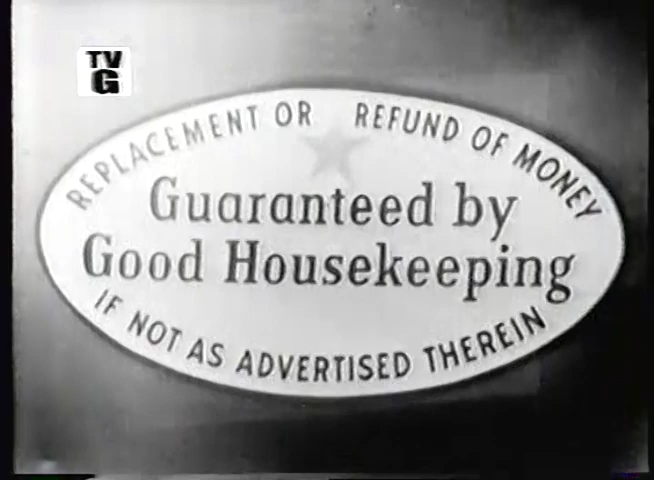 TV
G
REPLACEMENT OR REFUND OF MONEY
Guaranteed by
Good Housekeeping
IF NOT AS ADVERTISED THEREIN